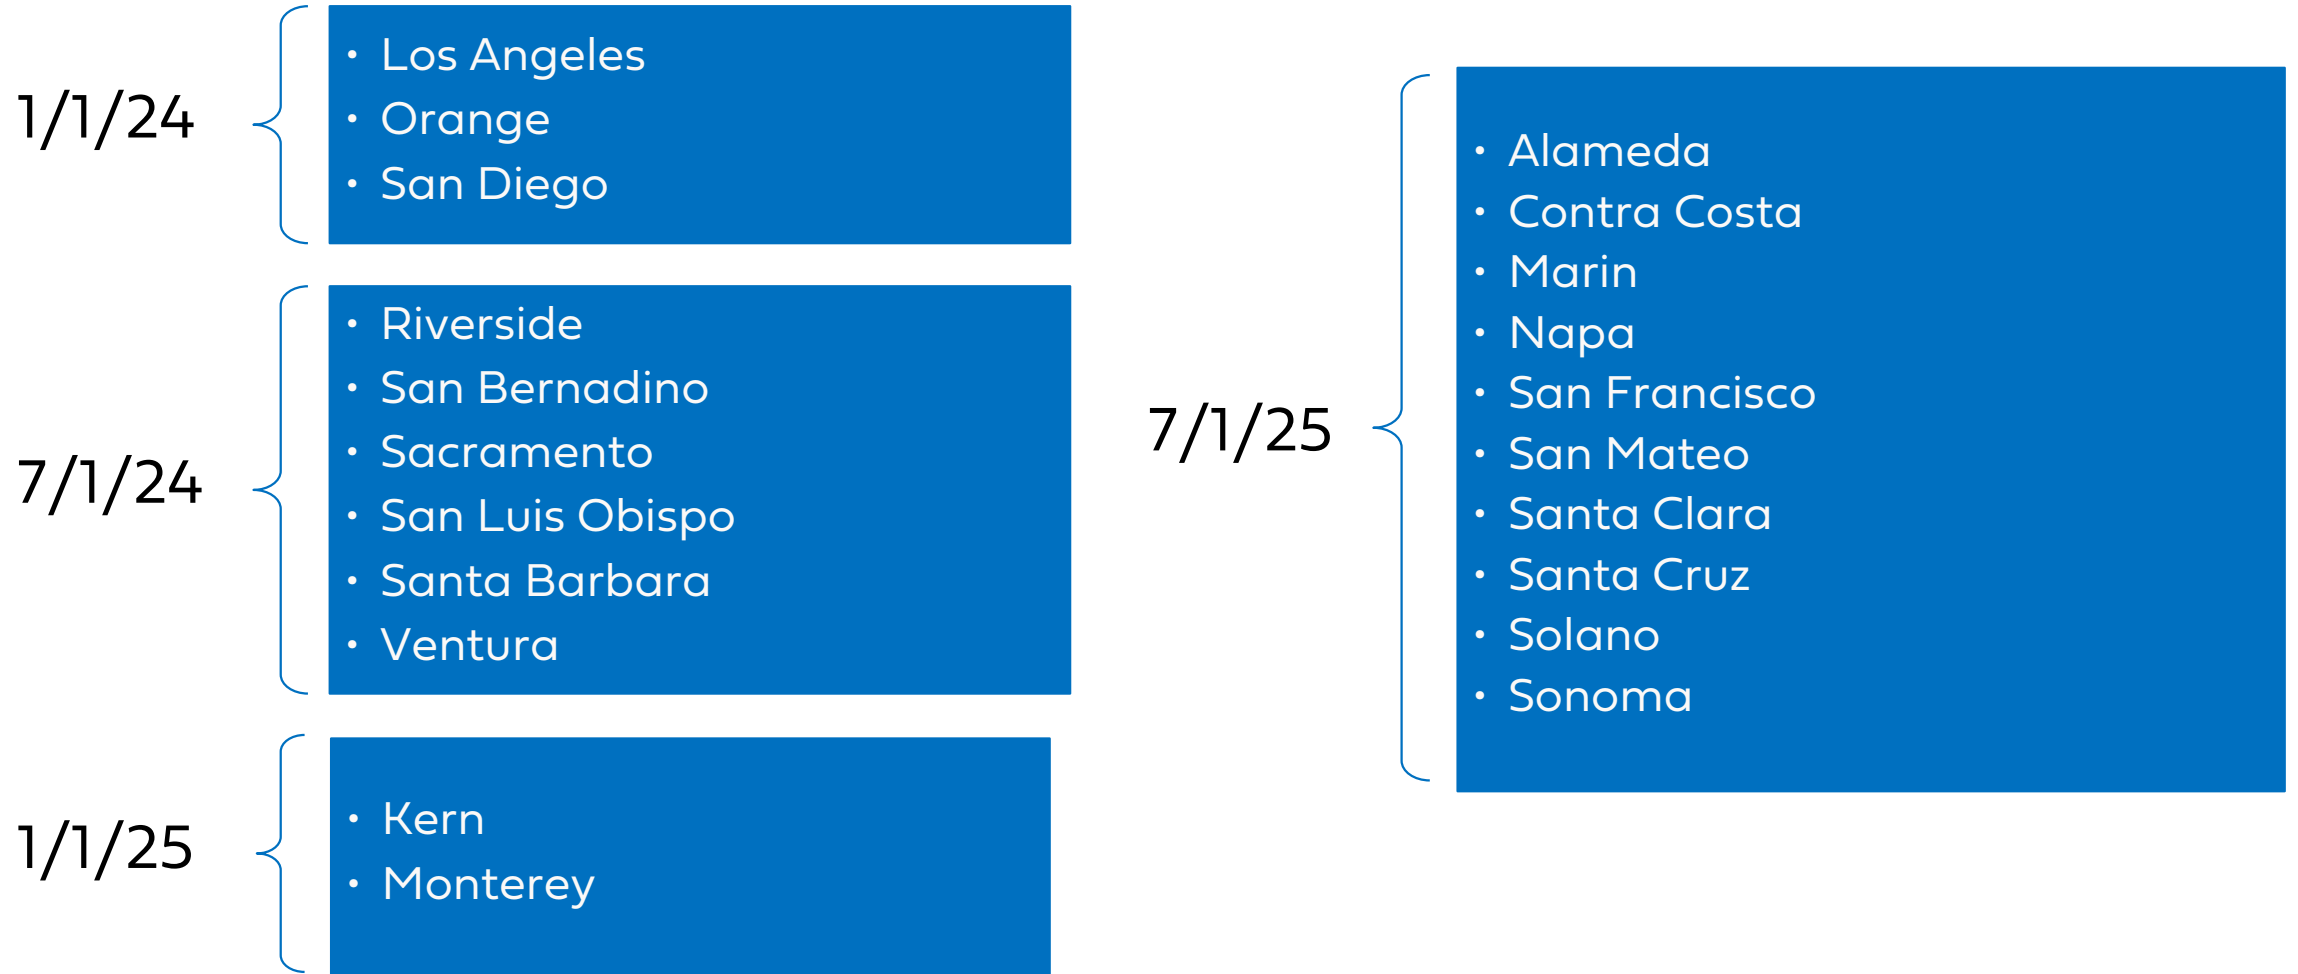 1/1/24
• Los Angeles
• Orange
• San Diego
7/1/24
• Riverside
• San Bernadino
• Sacramento
• San Luis Obispo
• Santa Barbara
• Ventura
1/1/25
• Kern
• Monterey
7/1/25
• Alameda
• Contra Costa
• Marin
• Napa
• San Francisco
• San Mateo
• Santa Clara
• Santa Cruz
• Solano
• Sonoma